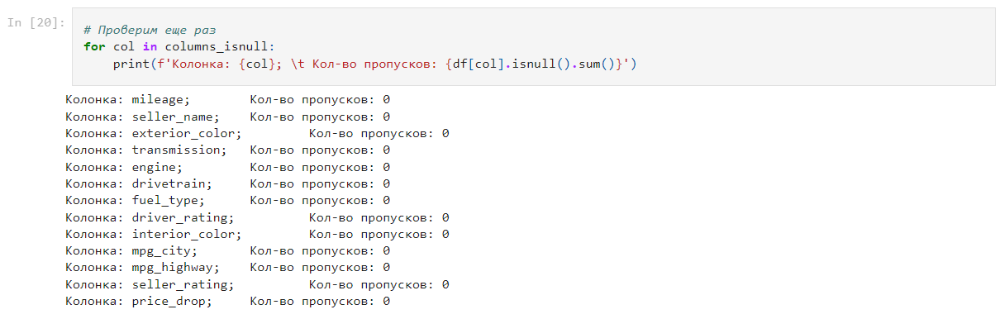 In [20]:
# Проверим еще раз
for col in columns_isnull:
    print(f'Колонка: {col}; \t Кол-во пропусков: {df[col].isnull().sum()}')
Колонка: mileage;        Кол-во пропусков: 0
Колонка: seller_name;    Кол-во пропусков: 0
Колонка: exterior_color;         Кол-во пропусков: 0
Колонка: transmission;   Кол-во пропусков: 0
Колонка: engine;         Кол-во пропусков: 0
Колонка: drivetrain;     Кол-во пропусков: 0
Колонка: fuel_type;      Кол-во пропусков: 0
Колонка: driver_rating;          Кол-во пропусков: 0
Колонка: interior_color;         Кол-во пропусков: 0
Колонка: mpg_city;       Кол-во пропусков: 0
Колонка: mpg_highway;    Кол-во пропусков: 0
Колонка: seller_rating;          Кол-во пропусков: 0
Колонка: price_drop;     Кол-во пропусков: 0